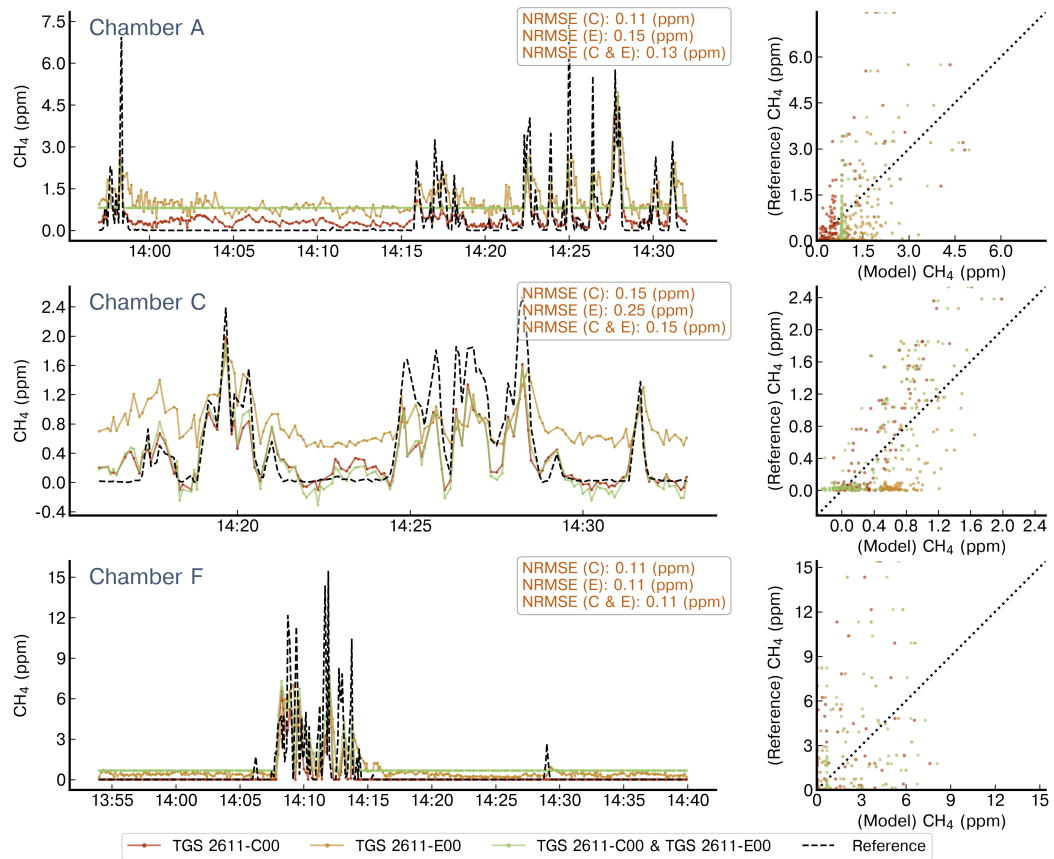 Chamber A
NRMSE (C): 0.11 (ppm)
NRMSE (E): 0.15 (ppm)
NRMSE (C & E): 0.13 (ppm)
CH4 (ppm)
7.5
6.0
4.5
3.0
1.5
0.0
14:00
14:05
14:10
14:15
14:20
14:25
14:30
(Reference) CH4 (ppm)
6.0
3.0
1.5
0.0
0.0 1.5 3.0 4.5 6.0
(Model) CH4 (ppm)
Chamber C
NRMSE (C): 0.15 (ppm)
NRMSE (E): 0.25 (ppm)
NRMSE (C & E): 0.15 (ppm)
CH4 (ppm)
2.4
2.0
1.6
1.2
0.8
0.4
0.0
-0.4
14:20
14:25
14:30
(Reference) CH4 (ppm)
2.4
2.0
1.6
1.2
0.8
0.4
0.0
0.0 0.4 0.8 1.2 1.6 2.0 2.4
(Model) CH4 (ppm)
Chamber F
NRMSE (C): 0.11 (ppm)
NRMSE (E): 0.11 (ppm)
NRMSE (C & E): 0.11 (ppm)
CH4 (ppm)
15
12
9
6
3
0
13:55
14:00
14:05
14:10
14:15
14:20
14:25
14:30
14:35
14:40
(Reference) CH4 (ppm)
15
12
9
6
3
0
0 3 6 9 12 15
(Model) CH4 (ppm)
TGS 2611-C00
TGS 2611-E00
TGS 2611-C00 & TGS 2611-E00
Reference